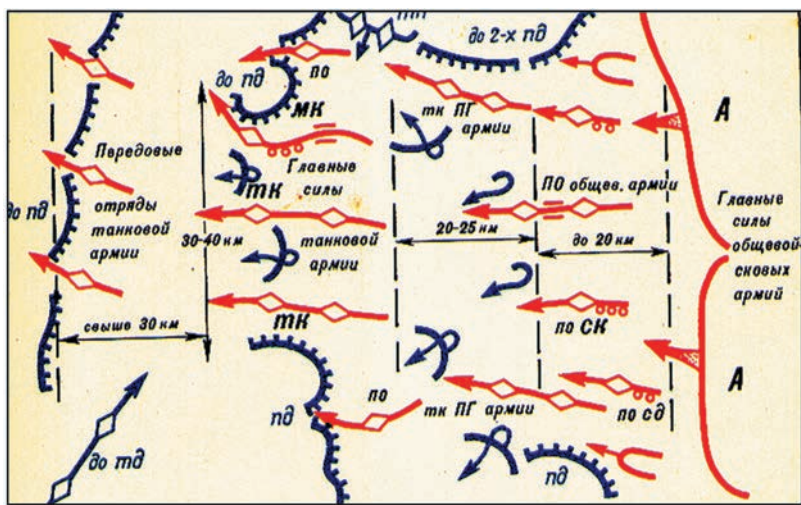 до 2-х пд
до пд
по
МК
тк ПГ
армии
А
Передовые
отряды
танковой
армии
до пд
Главные
силы
танковой
армии
тк
30-40 км
20-25 км
ПО общев. армии
до 20 км
Главные
силы
общевой-
сковых
армий
свыше 30 км
тк
по СК
А
по
тк ПГ армии
по сд
пд
пд
до тд